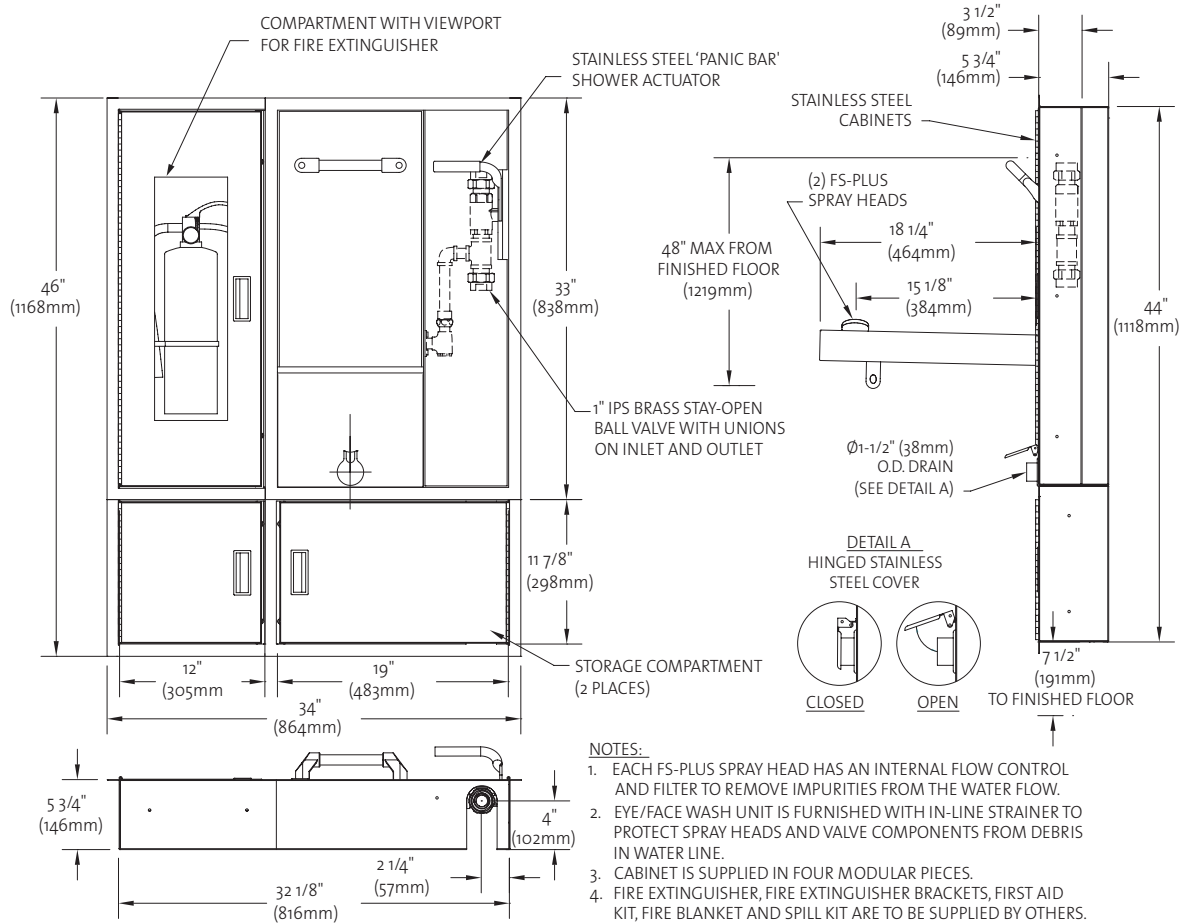 COMPARTMENT WITH VIEWPORT
FOR FIRE EXTINGUISHER
STAINLESS STEEL 'PANIC BAR'
SHOWER ACTUATOR
46"
(1168mm)
33"
(838mm)
1" IPS BRASS STAY-OPEN
BALL VALVE WITH UNIONS
ON INLET AND OUTLET
11 7/8"
(298mm)
STORAGE COMPARTMENT
(2 PLACES)
12"
(305mm
19"
(483mm)
34"
(864mm)
3 1/2"
(89mm)
5 3/4"
(146mm)
STAINLESS STEEL
CABINETS
(2) FS-PLUS
SPRAY HEADS
18 1/4"
(464mm)
48" MAX FROM
FINISHED FLOOR
(1219mm)
15 1/8"
(384mm)
44"
(1118mm)
Ø1-1/2" (38mm)
O.D. DRAIN
(SEE DETAIL A)
DETAIL A
HINGED STAINLESS
STEEL COVER
CLOSED
OPEN
7 1/2"
(191mm)
TO FINISHED FLOOR
5 3/4"
(146mm)
4"
(102mm)
2 1/4"
(57mm)
32 1/8"
(816mm)
NOTES:
1. EACH FS-PLUS SPRAY HEAD HAS AN INTERNAL FLOW CONTROL
AND FILTER TO REMOVE IMPURITIES FROM THE WATER FLOW.
2. EYE/FACE WASH UNIT IS FURNISHED WITH IN-LINE STRAINER TO
PROTECT SPRAY HEADS AND VALVE COMPONENTS FROM DEBRIS
IN WATER LINE.
3. CABINET IS SUPPLIED IN FOUR MODULAR PIECES.
4. FIRE EXTINGUISHER, FIRE EXTINGUISHER BRACKETS, FIRST AID
KIT, FIRE BLANKET AND SPILL KIT ARE TO BE SUPPLIED BY OTHERS.